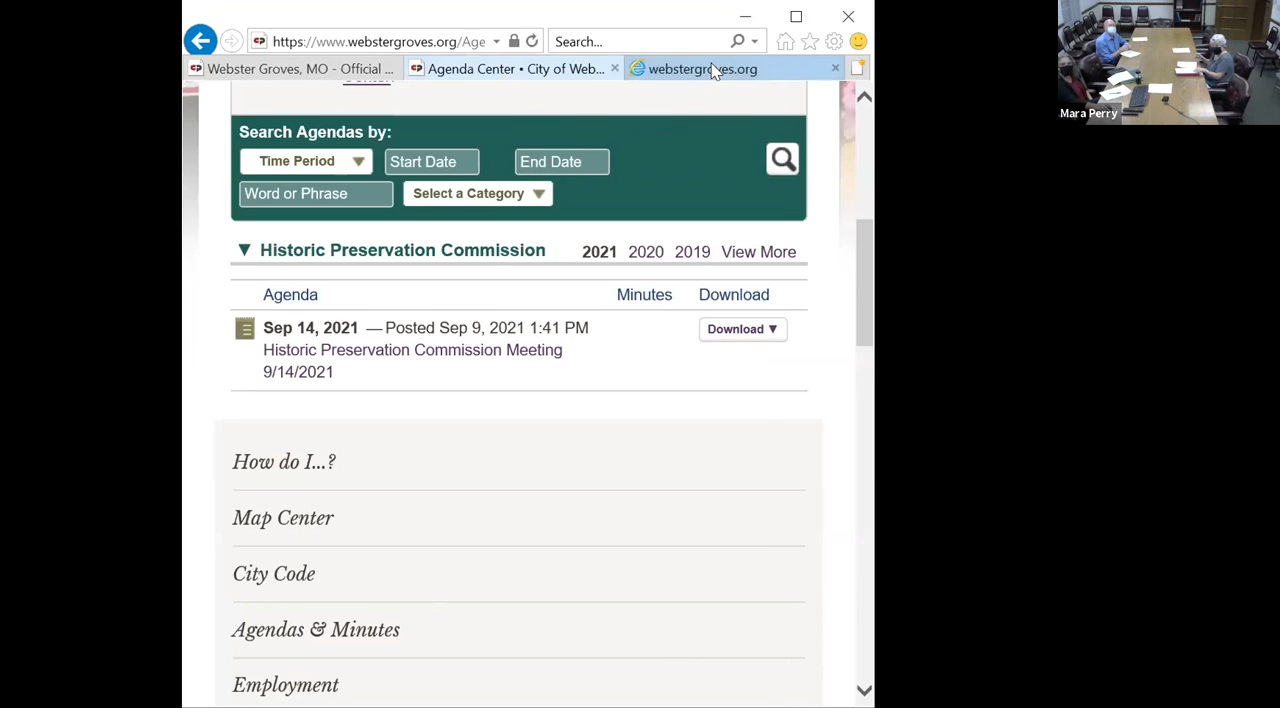 https://www.webstergroves.org/Age
Search...
Webster Groves, MO - Official ...
Agenda Center • City of Web...
webstergroves.org
Search Agendas by:
Time Period ▼ Start Date End Date
Word or Phrase Select a Category ▼
▼ Historic Preservation Commission 2021 2020 2019 View More
Agenda Minutes Download
Sep 14, 2021 — Posted Sep 9, 2021 1:41 PM Download ▼
Historic Preservation Commission Meeting
9/14/2021
How do I...?
Map Center
City Code
Agendas & Minutes
Employment
Mara Perry